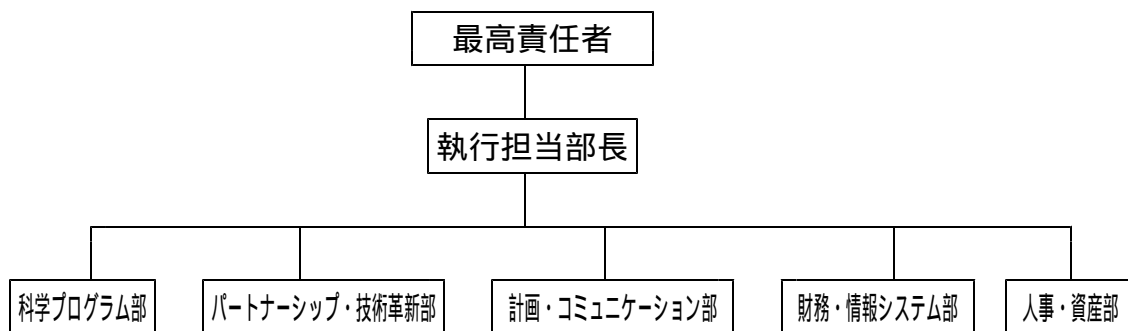 最高責任者
執行担当部長
科学プログラム部
パートナーシップ・技術革新部
計画・コミュニケーション部
財務・情報システム部
人事・資産部